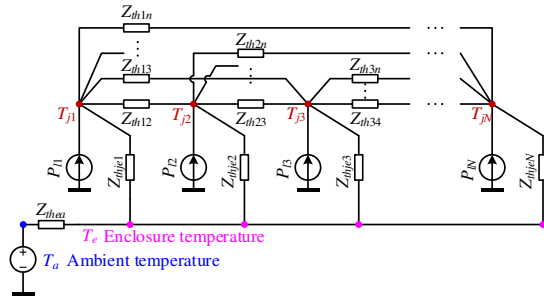 Z_th1n
Z_th2n
Z_th13
Z_th3n
T_j1
Z_th12
T_j2
Z_th23
T_j3
Z_th34
T_jN
P_l1
Z_thje1
P_l2
Z_thje2
P_l3
Z_thje3
P_lN
Z_thjeN
Z_thea
T_e Enclosure temperature
T_a Ambient temperature